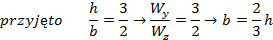 przyjęto h/b = 3/2 → W_y/W_z = 3/2 → b = 2/3 h